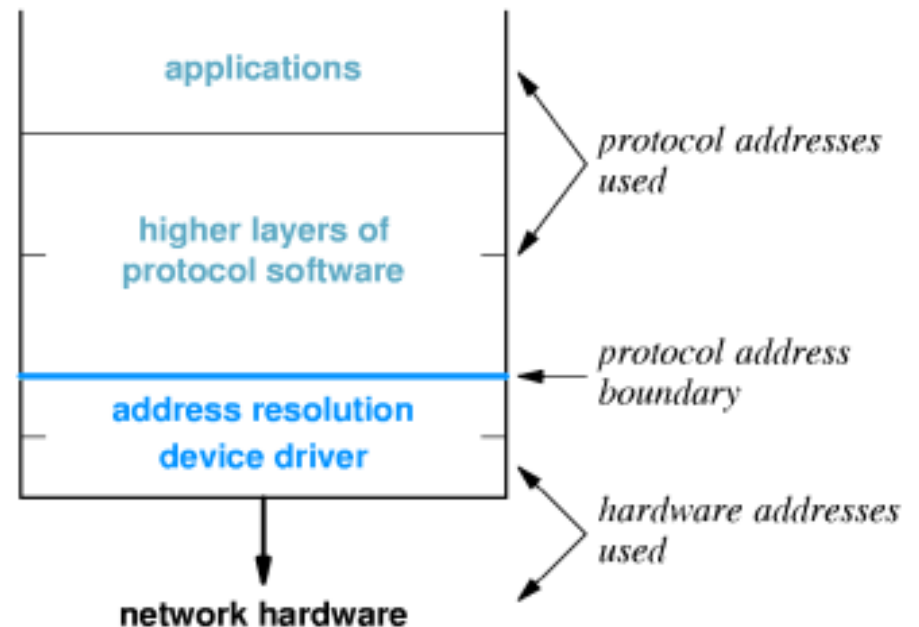 applications
protocol addresses
used
higher layers of
protocol software
protocol address
boundary
address resolution
device driver
hardware addresses
used
network hardware